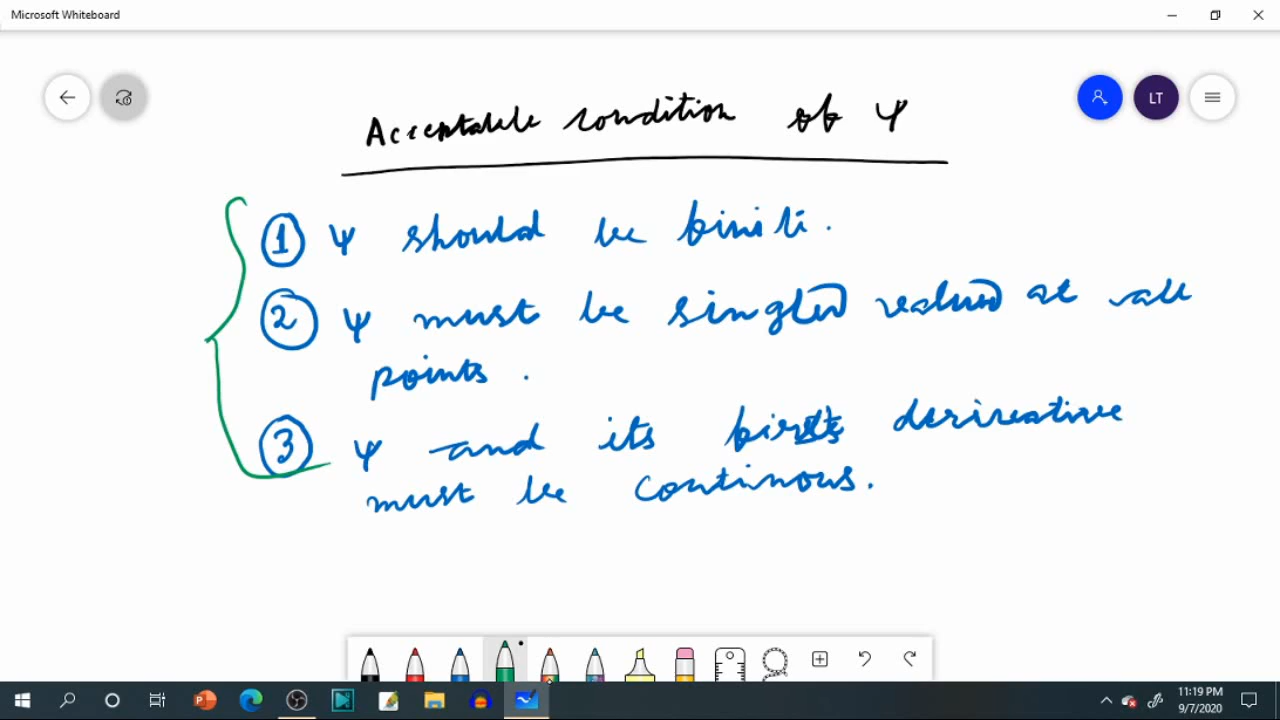 Microsoft Whiteboard
LT
Acceptable condition of ψ
1 ψ should be finite.
2 ψ must be singled valued at all
points.
3 ψ and its first derivative
must be continous.
11:19 PM
9/7/2020